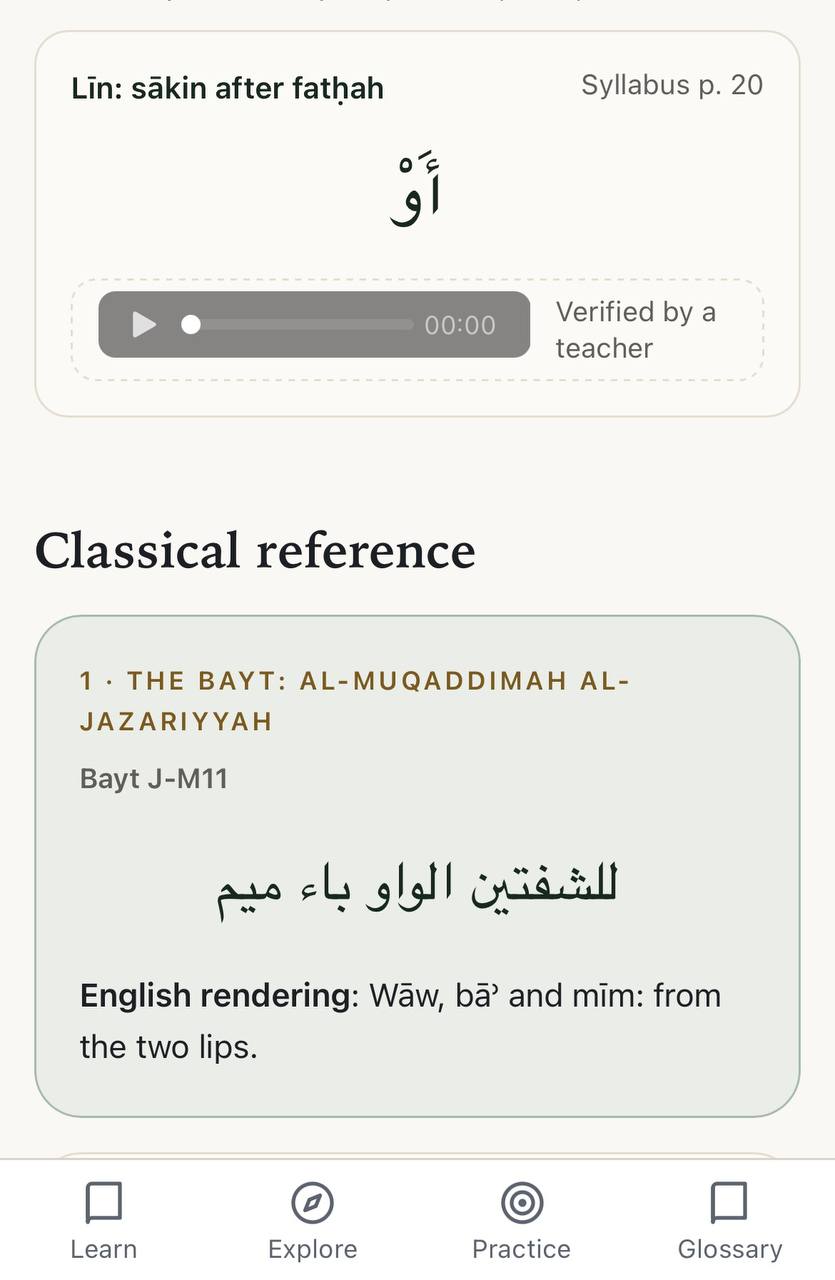 Līn: sākin after fatḥah
Syllabus p. 20
أَوْ
00:00
Verified by a
teacher
Classical reference
1 · THE BAYT: AL-MUQADDIMAH AL-
JAZARIYYAH
Bayt J-M11
للشفتين الواو باء ميم
English rendering: Wāw, bāʾ and mīm: from
the two lips.
Learn
Explore
Practice
Glossary